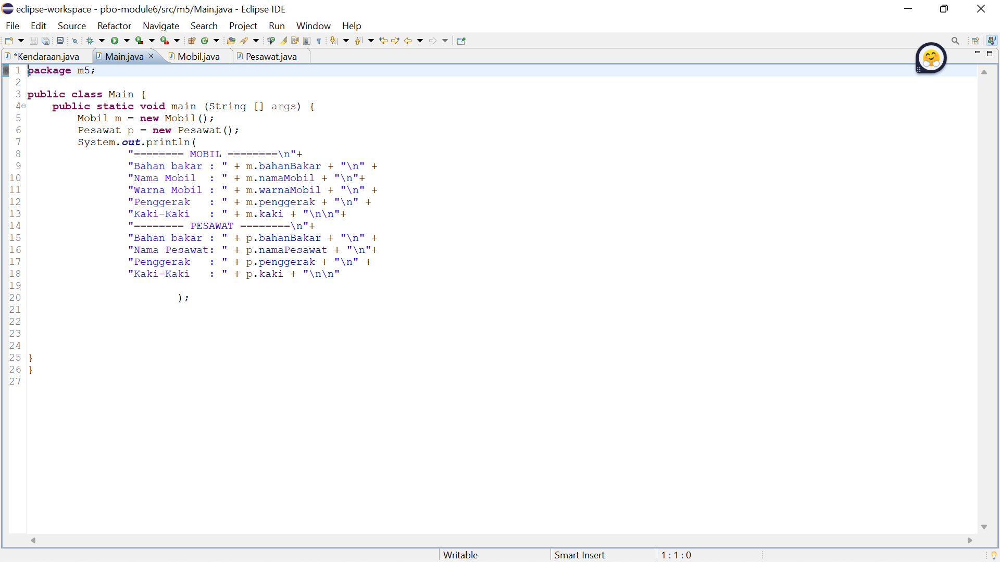 eclipse-workspace - pbo-module6/src/m5/Main.java - Eclipse IDE
File Edit Source Refactor Navigate Search Project Run Window Help
*Kendaraan.java Main.java Mobil.java Pesawat.java
1 package m5;
2
3 public class Main {
4 public static void main (String [] args) {
5 Mobil m = new Mobil();
6 Pesawat p = new Pesawat();
7 System.out.println(
8 "======== MOBIL ========\n"+
9 "Bahan bakar : " + m.bahanBakar + "\n" +
10 "Nama Mobil  : " + m.namaMobil + "\n"+
11 "Warna Mobil : " + m.warnaMobil + "\n" +
12 "Penggerak   : " + m.penggerak + "\n" +
13 "Kaki-Kaki   : " + m.kaki + "\n\n"+
14 "======== PESAWAT ========\n"+
15 "Bahan bakar : " + p.bahanBakar + "\n" +
16 "Nama Pesawat: " + p.namaPesawat + "\n"+
17 "Penggerak   : " + p.penggerak + "\n" +
18 "Kaki-Kaki   : " + p.kaki + "\n\n"
19
20 );
21
22
23
24
25 }
26 }
27
Writable Smart Insert 1 : 1 : 0